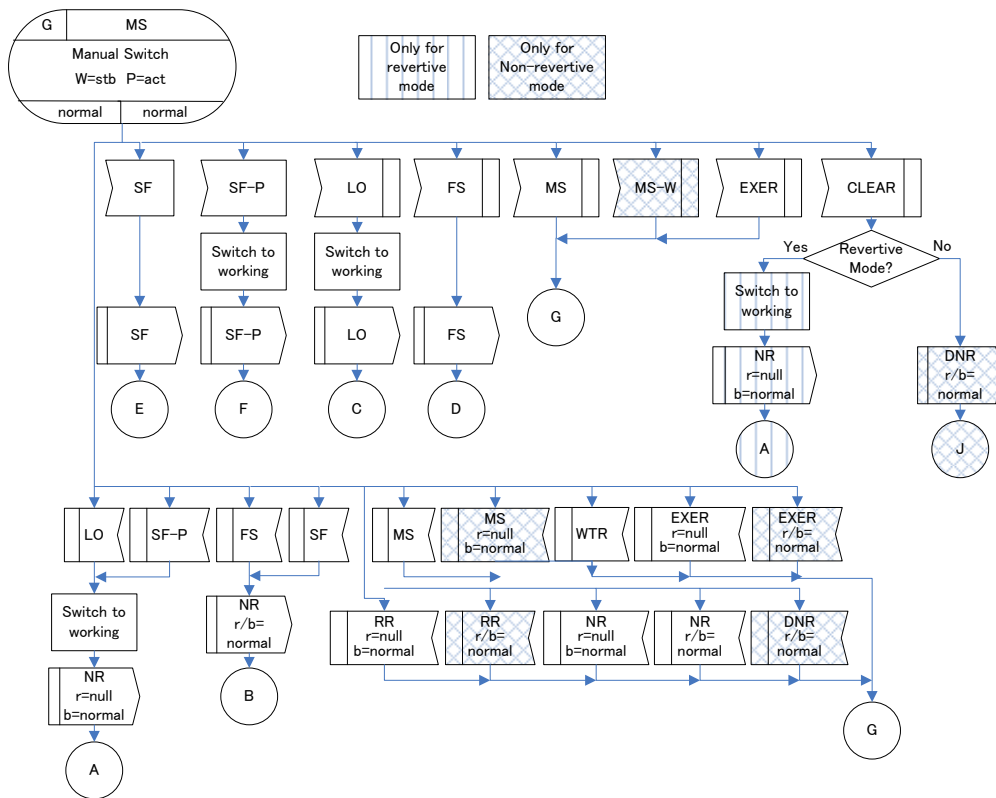 G MS
Manual Switch
W=stb P=act
normal normal
Only for
revertive
mode
Only for
Non-revertive
mode
SF SF-P LO FS MS MS-W EXER CLEAR
Switch to
working
Switch to
working
Yes
Revertive
Mode?
No
Switch to
working
SF SF-P LO FS
G
NR
r=null
b=normal
DNR
r/b=
normal
E F C D
A J
LO SF-P FS SF MS
MS
r=null
b=normal
WTR
EXER
r=null
b=normal
EXER
r/b=
normal
Switch to
working
NR
r/b=
normal
RR
r=null
b=normal
RR
r/b=
normal
NR
r=null
b=normal
NR
r/b=
normal
DNR
r/b=
normal
NR
r=null
b=normal
B
G
A